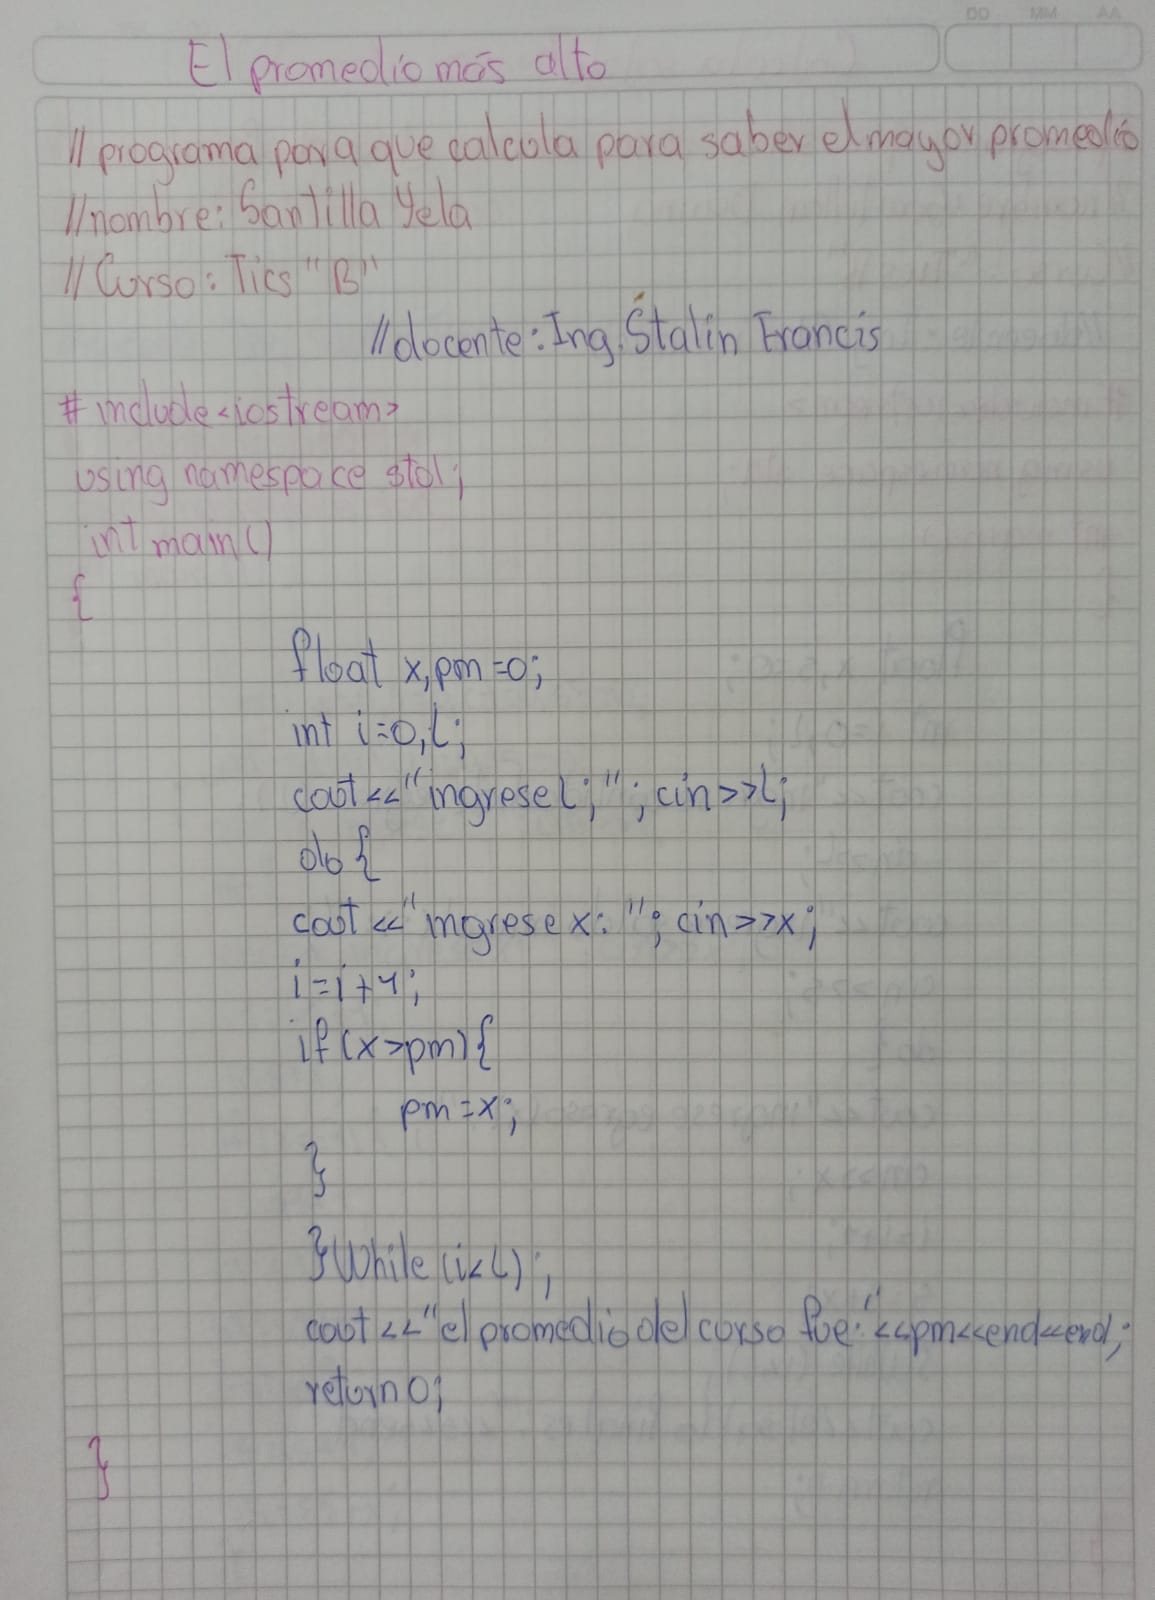 DD MM AA
El promedio más alto
// programa para que calcula para saber el mayor promedio
// nombre: Santilla Yela
// Curso: Tics "B"
// docente: Ing. Stalin Francis
# include <iostream>
using namespace std;
int main()
{
float x, pm=0;
int i=0, L;
cout << "ingrese L; "; cin >> L;
do {
cout << "ingrese x: "; cin >> x;
i=i+1;
if (x>pm) {
pm=x;
}
} While (i<L);
cout << "el promedio del curso fue: " <<pm<<end<<end;
return 0;
}